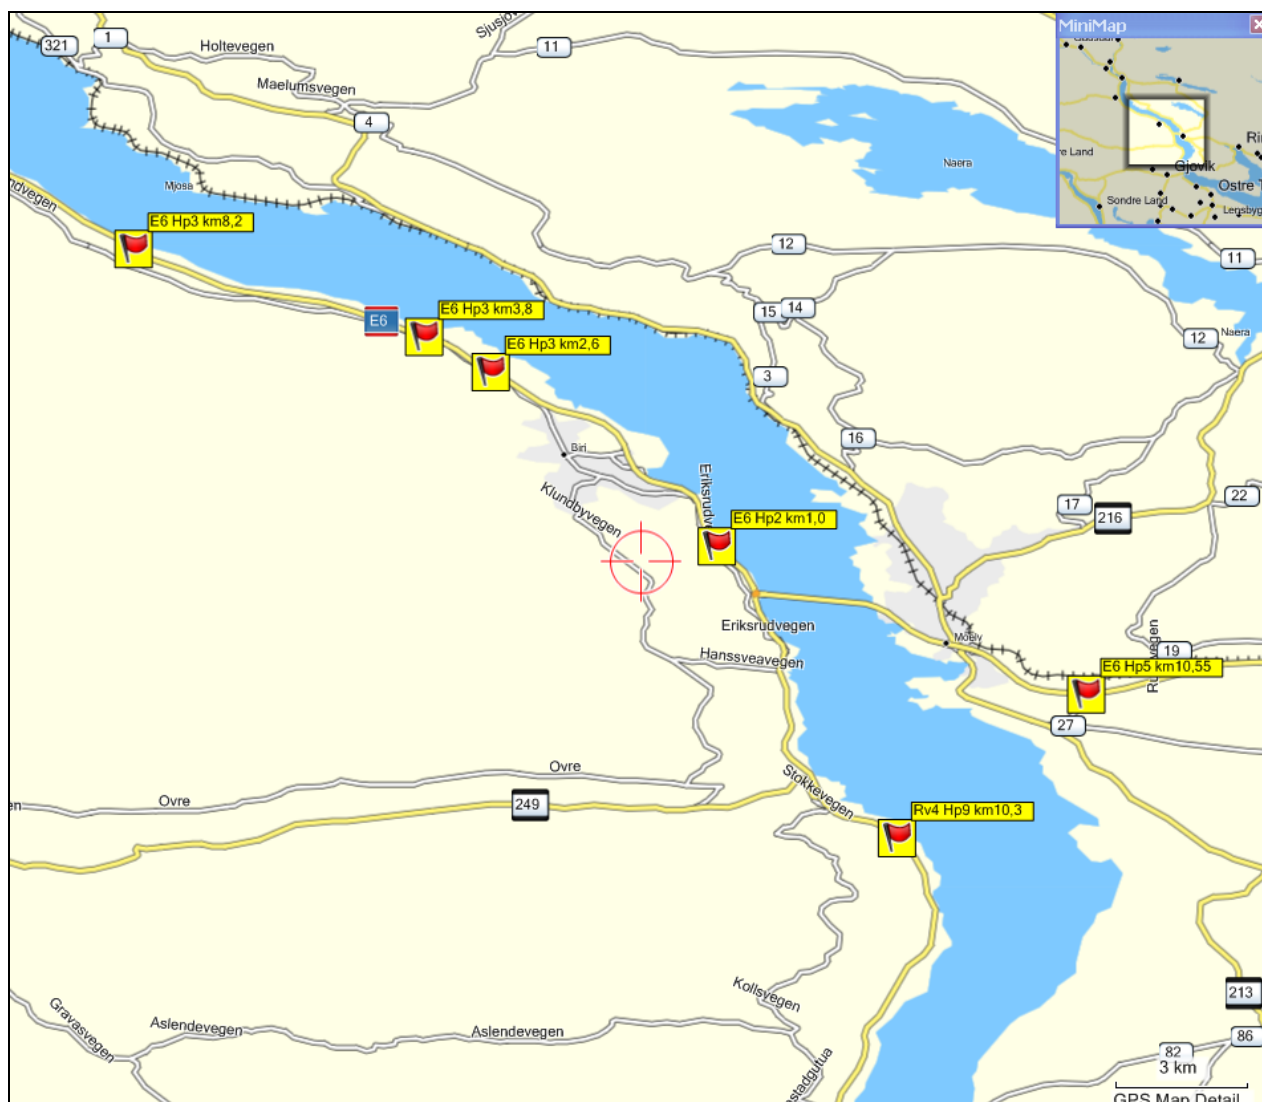 MiniMap
1
321
Holtevegen
11
Maelumsvegen
4
Naera
Gjovik
Sondre Land
re Land
Mjosa
E6 Hp3 km8,2
12
11
E6
E6 Hp3 km3,8
15
14
E6 Hp3 km2,6
12
Naera
3
16
Biri
Klundbyvegen
17
216
22
E6 Hp2 km1,0
Eriksrudvegen
Moelv
Hanssveavegen
19
E6 Hp5 km10,55
27
Ovre
Ovre
249
Stokkevegen
Rv4 Hp9 km10,3
Kollsvegen
213
Gravasvegen
Aslendevegen
Aslendevegen
86
82
3 km
GPS Map Detail